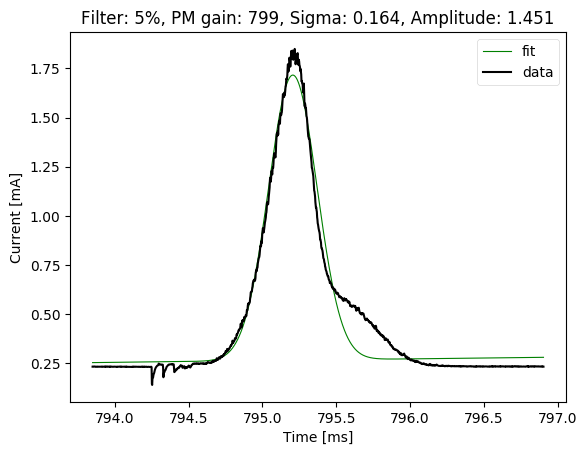 Filter: 5%, PM gain: 799, Sigma: 0.164, Amplitude: 1.451
fit
data
Current [mA]
1.75
1.50
1.25
1.00
0.75
0.50
0.25
794.0 794.5 795.0 795.5 796.0 796.5 797.0
Time [ms]